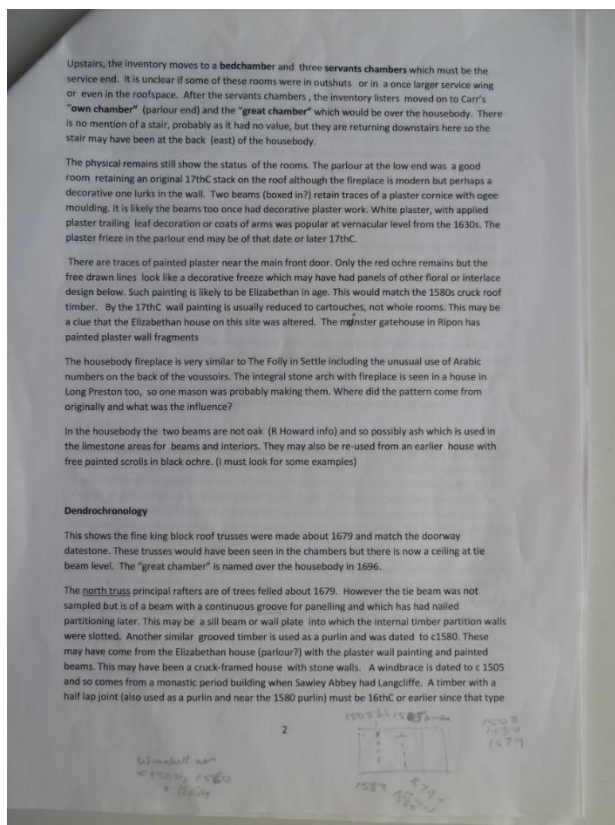 Upstairs, the inventory moves to a bedchamber and three servants chambers which must be the
service end. It is unclear if some of these rooms were in outshuts or in a once larger service wing
or even in the roofspace. After the servants chambers , the inventory listers moved on to Carr's
"own chamber" (parlour end) and the "great chamber" which would be over the housebody. There
is no mention of a stair, probably as it had no value, but they are returning downstairs here so the
stair may have been at the back (east) of the housebody.
The physical remains still show the status of the rooms. The parlour at the low end was a good
room retaining an original 17thC stack on the roof although the fireplace is modern but perhaps a
decorative one lurks in the wall. Two beams (boxed in?) retain traces of a plaster cornice with ogee
moulding. It is likely the beams too once had decorative plaster work. White plaster, with applied
plaster trailing leaf decoration or coats of arms was popular at vernacular level from the 1630s. The
plaster frieze in the parlour end may be of that date or later 17thC.
There are traces of painted plaster near the main front door. Only the red ochre remains but the
free drawn lines look like a decorative freeze which may have had panels of other floral or interlace
design below. Such painting is likely to be Elizabethan in age. This would match the 1580s cruck roof
timber. By the 17thC wall painting is usually reduced to cartouches, not whole rooms. This may be
a clue that the Elizabethan house on this site was altered. The minster gatehouse in Ripon has
painted plaster wall fragments
The housebody fireplace is very similar to The Folly in Settle including the unusual use of Arabic
numbers on the back of the voussoirs. The integral stone arch with fireplace is seen in a house in
Long Preston too, so one mason was probably making them. Where did the pattern come from
originally and what was the influence?
In the housebody the two beams are not oak (R Howard info) and so possibly ash which is used in
the limestone areas for beams and interiors. They may also be re-used from an earlier house with
free painted scrolls in black ochre. (I must look for some examples)
Dendrochronology
This shows the fine king block roof trusses were made about 1679 and match the doorway
datestone. These trusses would have been seen in the chambers but there is now a ceiling at tie
beam level. The "great chamber" is named over the housebody in 1696.
The north truss principal rafters are of trees felled about 1679. However the tie beam was not
sampled but is of a beam with a continuous groove for panelling and which has had nailed
partitioning later. This may be a sill beam or wall plate into which the internal timber partition walls
were slotted. Another similar grooved timber is used as a purlin and was dated to c1580. These
may have come from the Elizabethan house (parlour?) with the plaster wall painting and painted
beams. This may have been a cruck-framed house with stone walls. A windbrace is dated to c 1505
and so comes from a monastic period building when Sawley Abbey had Langcliffe. A timber with a
half lap joint (also used as a purlin and near the 1580 purlin) must be 16thC or earlier since that type
2
1580
1679